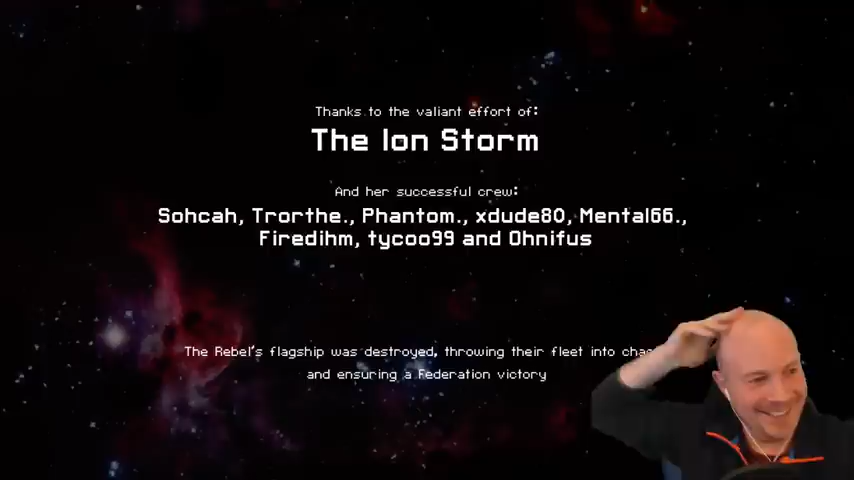 Thanks to the valiant effort of:
The Ion Storm
And her successful crew:
Sohcah, Trorthe., Phantom., xdude80, Mental66.,
Firedihm, tycoo99 and Ohnifus
The Rebel's flagship was destroyed, throwing their fleet into
and ensuring a Federation victory